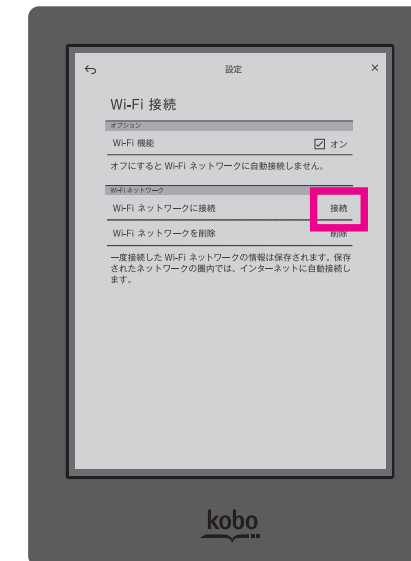 設定
×
Wi-Fi 接続
オプション
Wi-Fi 機能 オン
オフにすると Wi-Fi ネットワークに自動接続しません。
Wi-Fi ネットワーク
Wi-Fi ネットワークに接続 接続
Wi-Fi ネットワークを削除 削除
一度接続した Wi-Fi ネットワークの情報は保存されます。保存
されたネットワークの圏内では、インターネットに自動接続し
ます。
kobo